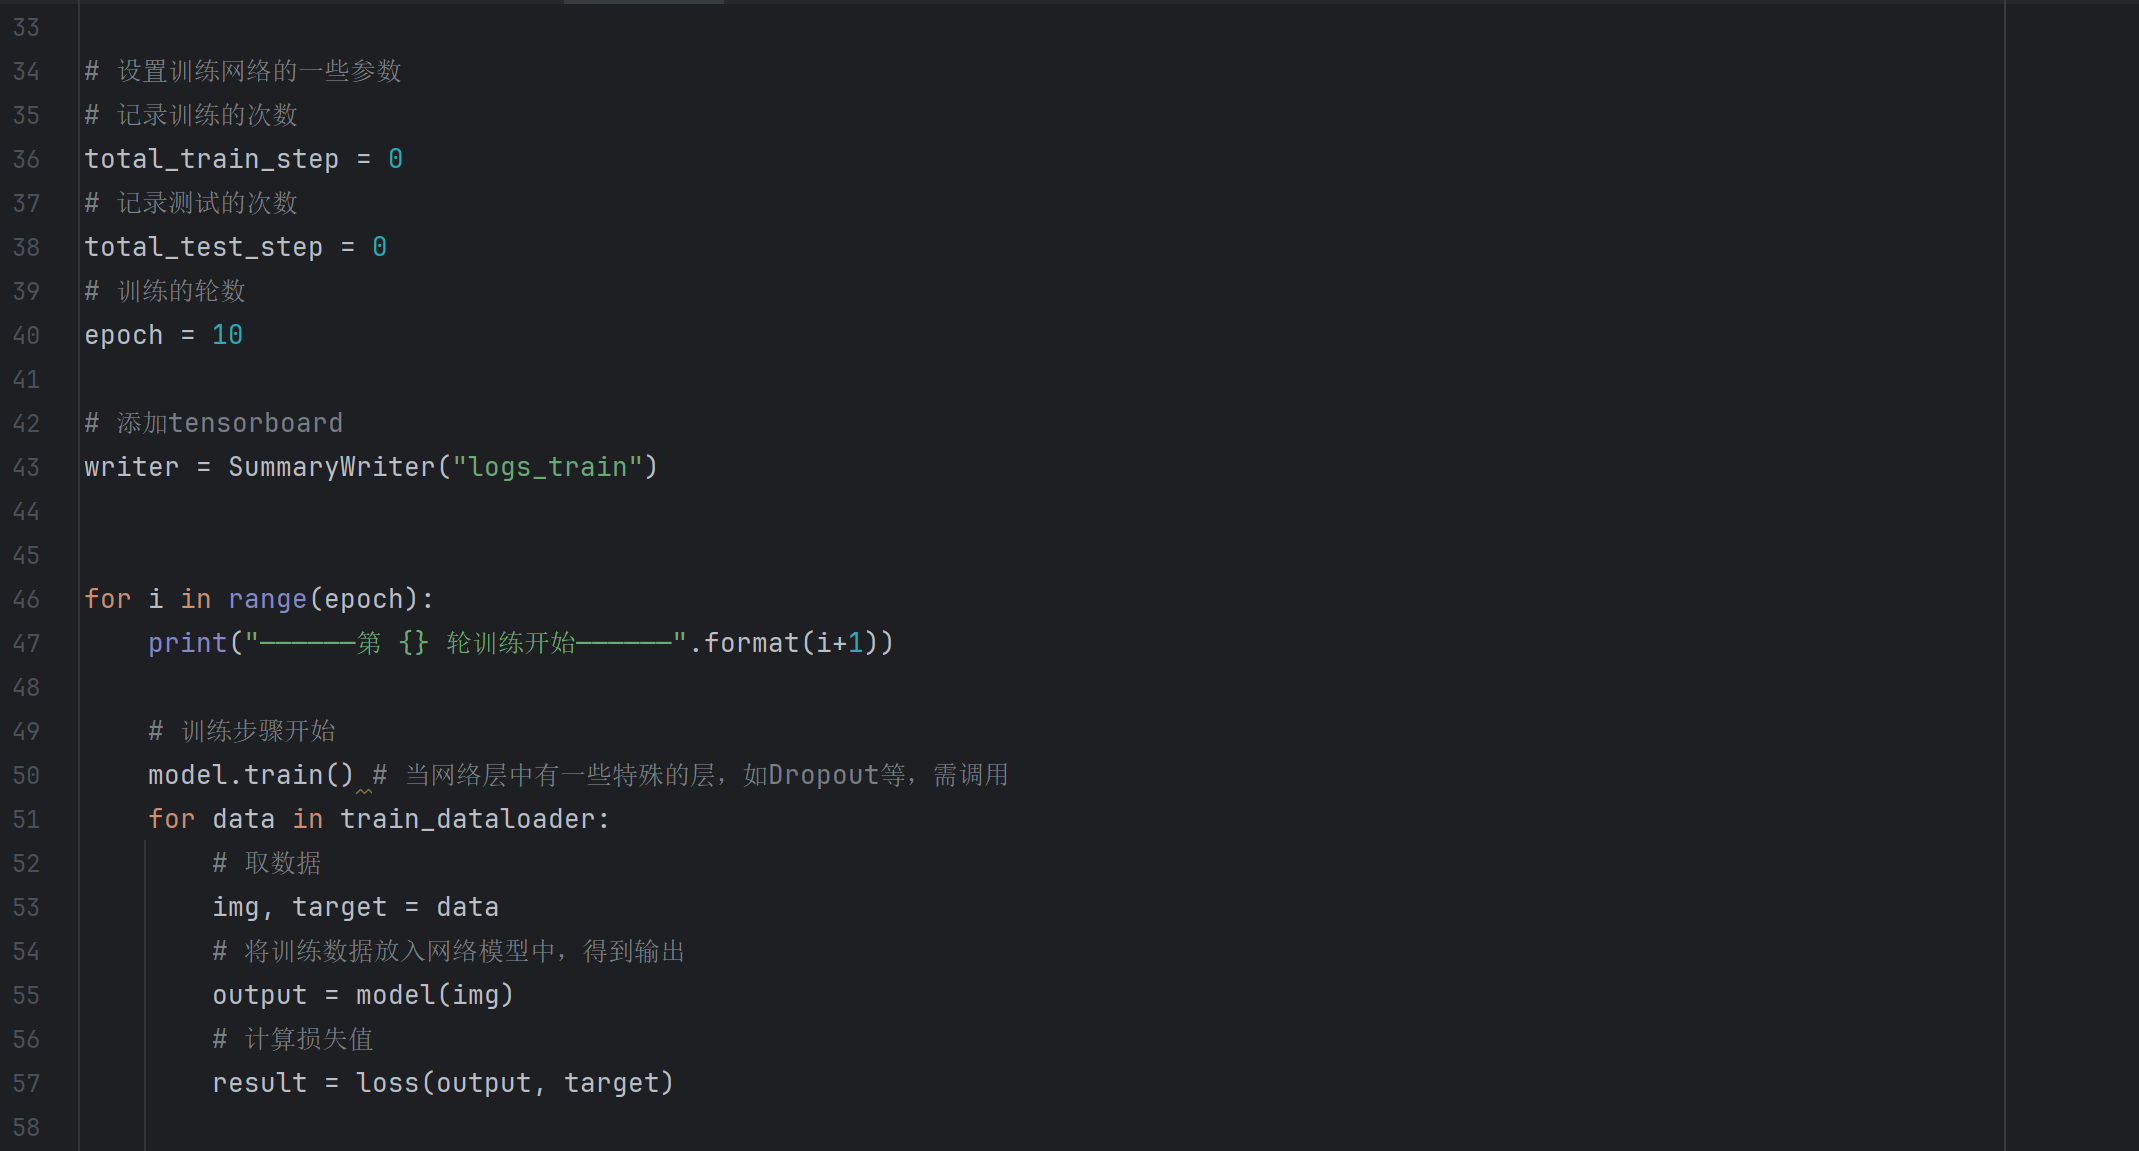 33
34 # 设置训练网络的一些参数
35 # 记录训练的次数
36 total_train_step = 0
37 # 记录测试的次数
38 total_test_step = 0
39 # 训练的轮数
40 epoch = 10
41
42 # 添加tensorboard
43 writer = SummaryWriter("logs_train")
44
45
46 for i in range(epoch):
47     print("——————第 {} 轮训练开始——————".format(i+1))
48
49     # 训练步骤开始
50     model.train() # 当网络层中有一些特殊的层，如Dropout等，需调用
51     for data in train_dataloader:
52         # 取数据
53         img, target = data
54         # 将训练数据放入网络模型中，得到输出
55         output = model(img)
56         # 计算损失值
57         result = loss(output, target)
58